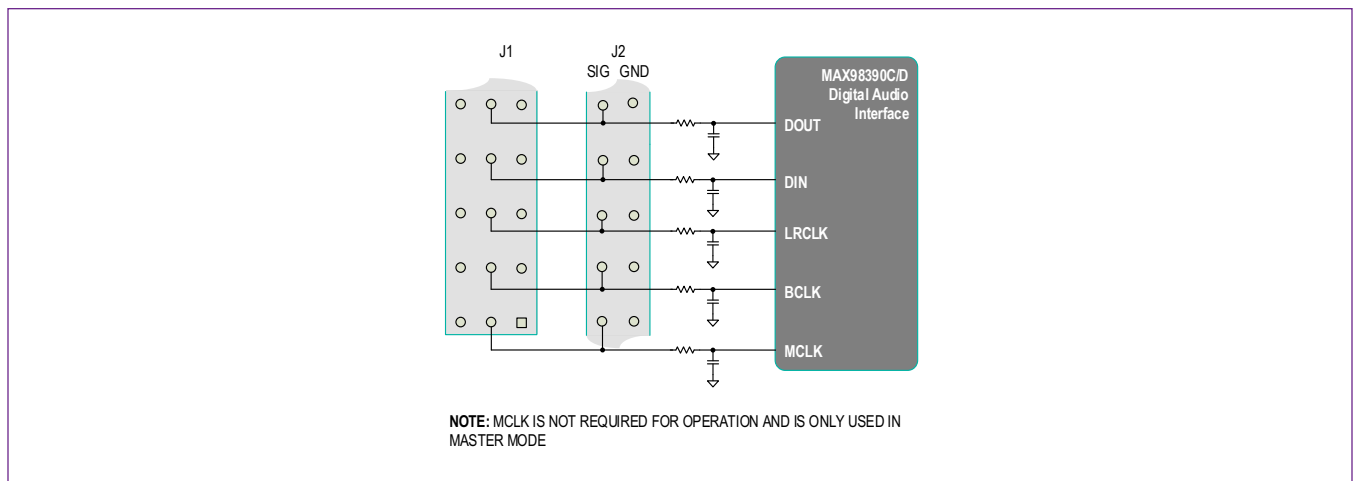 J1
J2
SIG GND
MAX98390C/D
Digital Audio
Interface
DOUT
DIN
LRCLK
BCLK
MCLK
NOTE: MCLK IS NOT REQUIRED FOR OPERATION AND IS ONLY USED IN
MASTER MODE